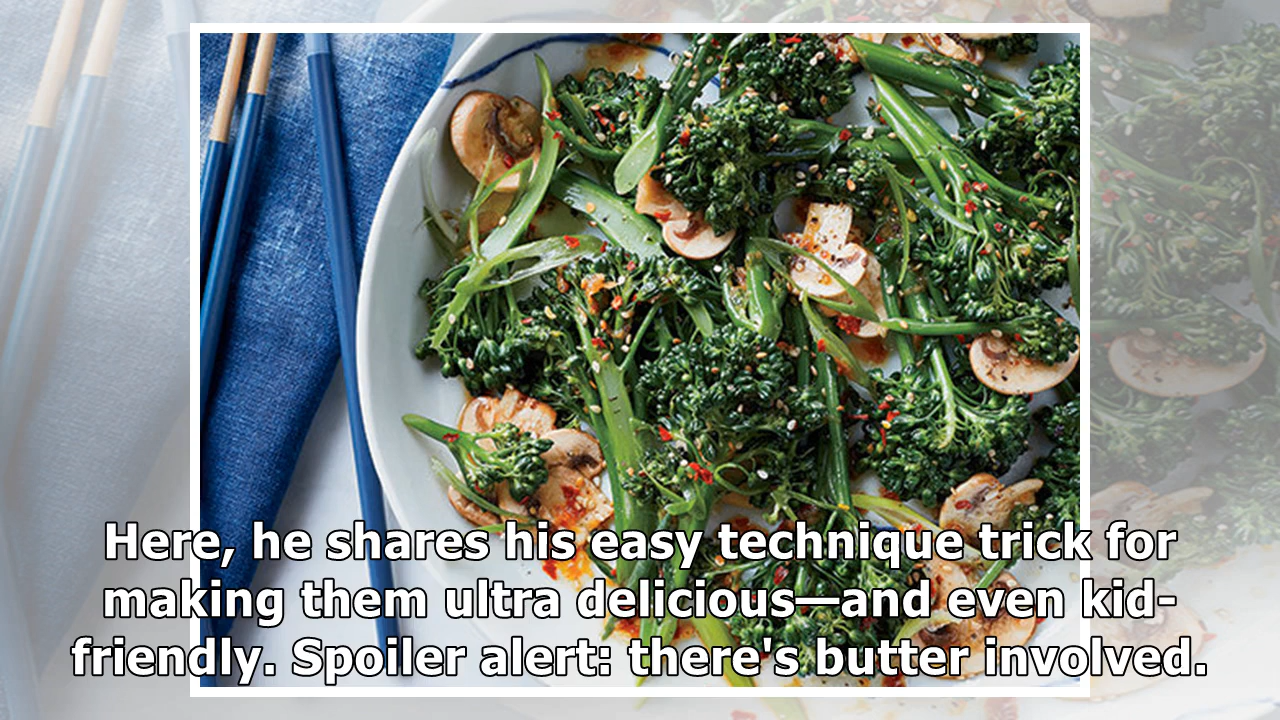 Here, he shares his easy technique trick for
making them ultra delicious—and even kid-
friendly. Spoiler alert: there's butter involved.